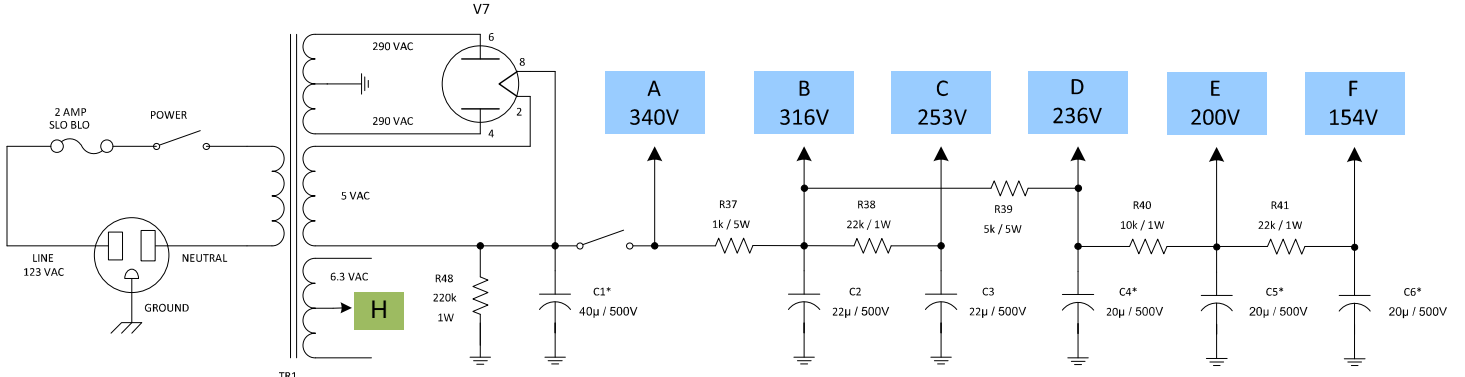 V7
290 VAC
6
8
2
4
290 VAC
2 AMP
SLO BLO
POWER
LINE
123 VAC
NEUTRAL
GROUND
5 VAC
6.3 VAC
H
TR1
R48
220k
1W
C1*
40µ / 500V
A
340V
B
316V
C
253V
D
236V
E
200V
F
154V
R37
1k / 5W
R38
22k / 1W
R39
5k / 5W
R40
10k / 1W
R41
22k / 1W
C2
22µ / 500V
C3
22µ / 500V
C4*
20µ / 500V
C5*
20µ / 500V
C6*
20µ / 500V